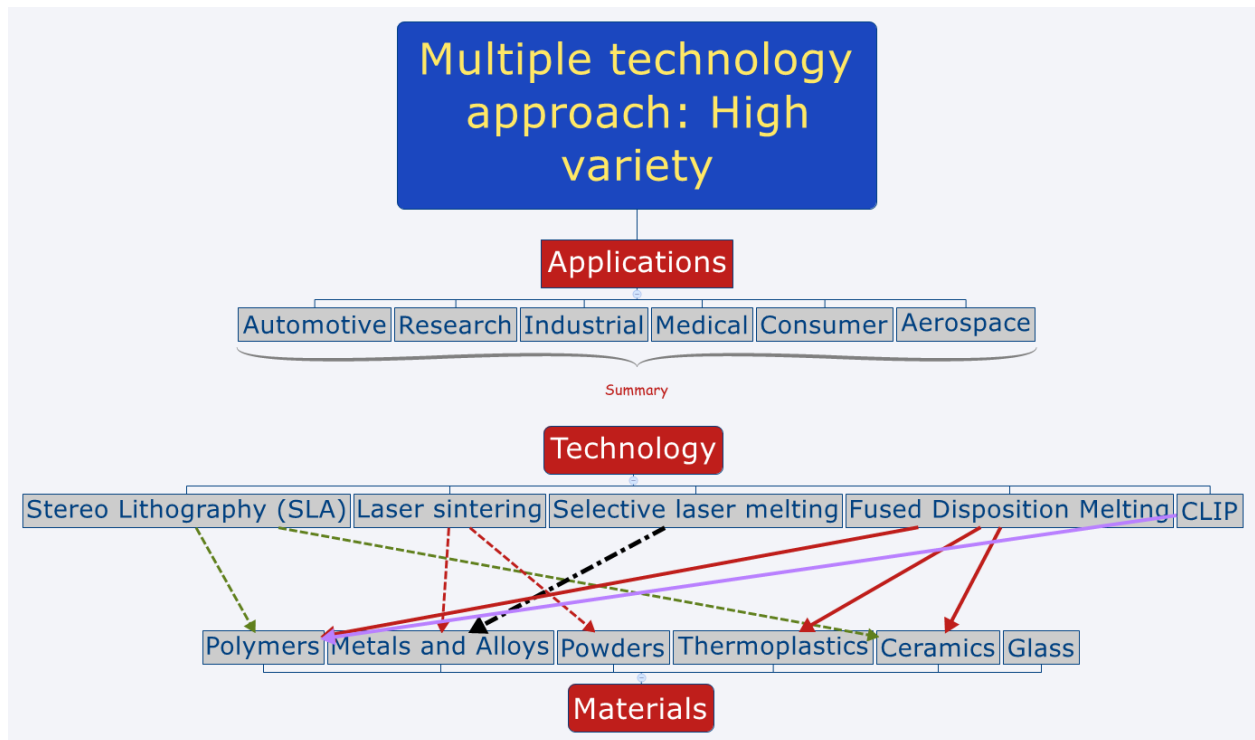 Multiple technology
approach: High
variety
Applications
Automotive Research Industrial Medical Consumer Aerospace
Summary
Technology
Stereo Lithography (SLA) Laser sintering Selective laser melting Fused Disposition Melting CLIP
Polymers Metals and Alloys Powders Thermoplastics Ceramics Glass
Materials